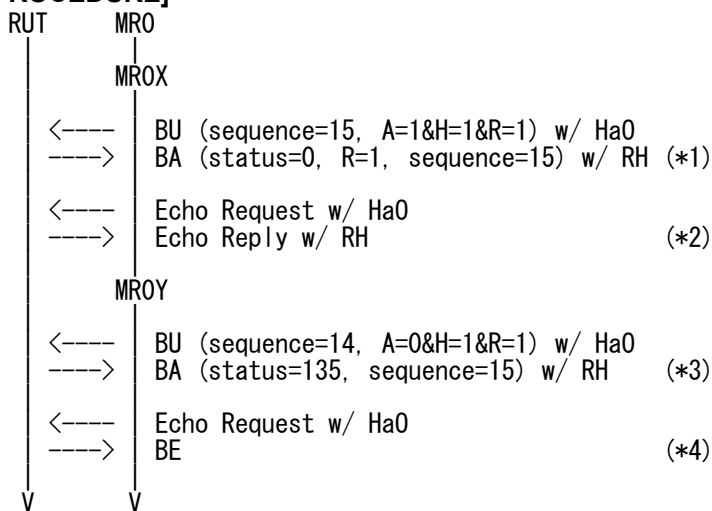 ROCEDURE]
RUT MR0
MR0X
<---- BU (sequence=15, A=1&H=1&R=1) w/ HaO
----> BA (status=0, R=1, sequence=15) w/ RH (*1)
<---- Echo Request w/ HaO
----> Echo Reply w/ RH (*2)
MR0Y
<---- BU (sequence=14, A=0&H=1&R=1) w/ HaO
----> BA (status=135, sequence=15) w/ RH (*3)
<---- Echo Request w/ HaO
----> BE (*4)
V V